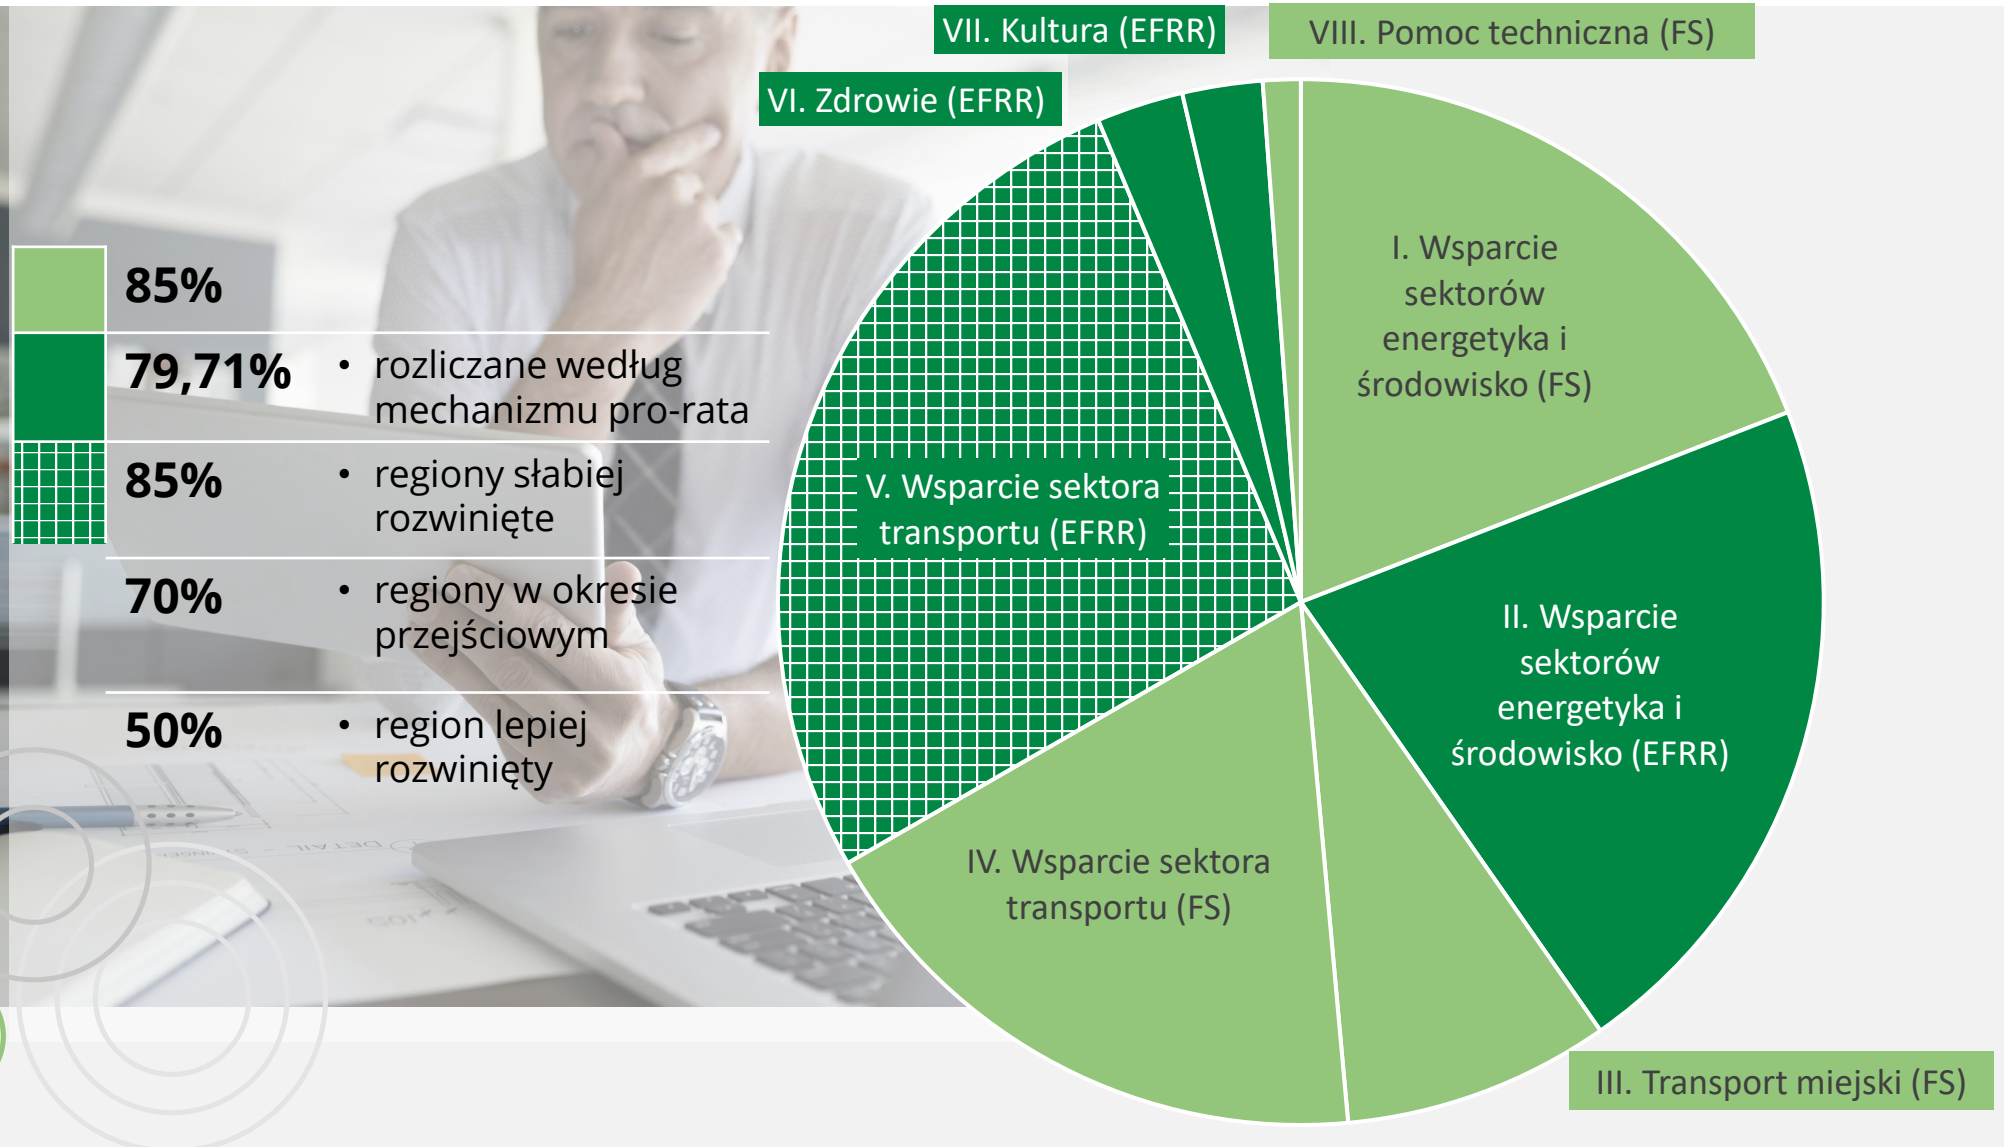 VII. Kultura (EFRR)
VIII. Pomoc techniczna (FS)
VI. Zdrowie (EFRR)
85%
79,71%
• rozliczane według
mechanizmu pro-rata
85%
• regiony słabiej
rozwinięte
70%
• regiony w okresie
przejściowym
50%
• region lepiej
rozwinięty
I. Wsparcie
sektorów
energetyka i
środowisko (FS)
II. Wsparcie
sektorów
energetyka i
środowisko (EFRR)
V. Wsparcie sektora
transportu (EFRR)
IV. Wsparcie sektora
transportu (FS)
III. Transport miejski (FS)